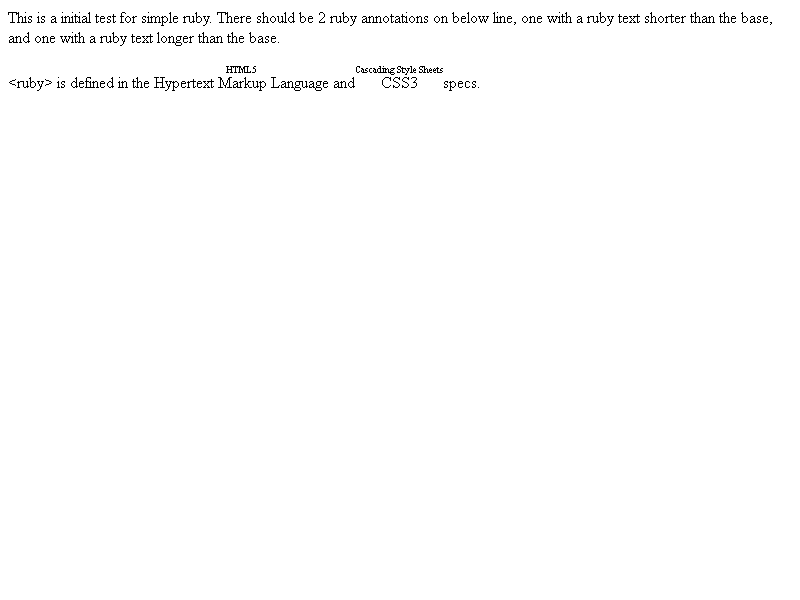 This is a initial test for simple ruby. There should be 2 ruby annotations on below line, one with a ruby text shorter than the base,
and one with a ruby text longer than the base.
HTML5 Cascading Style Sheets
<ruby> is defined in the Hypertext Markup Language and CSS3 specs.